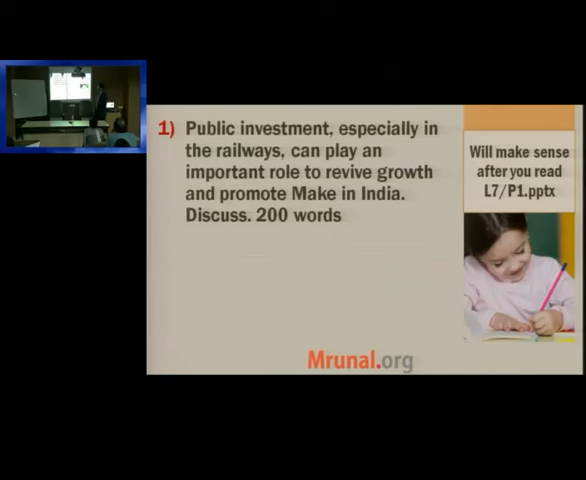 1) Public investment, especially in
the railways, can play an
important role to revive growth
and promote Make in India.
Discuss. 200 words
Will make sense
after you read
L7/P1.pptx
Mrunal.org